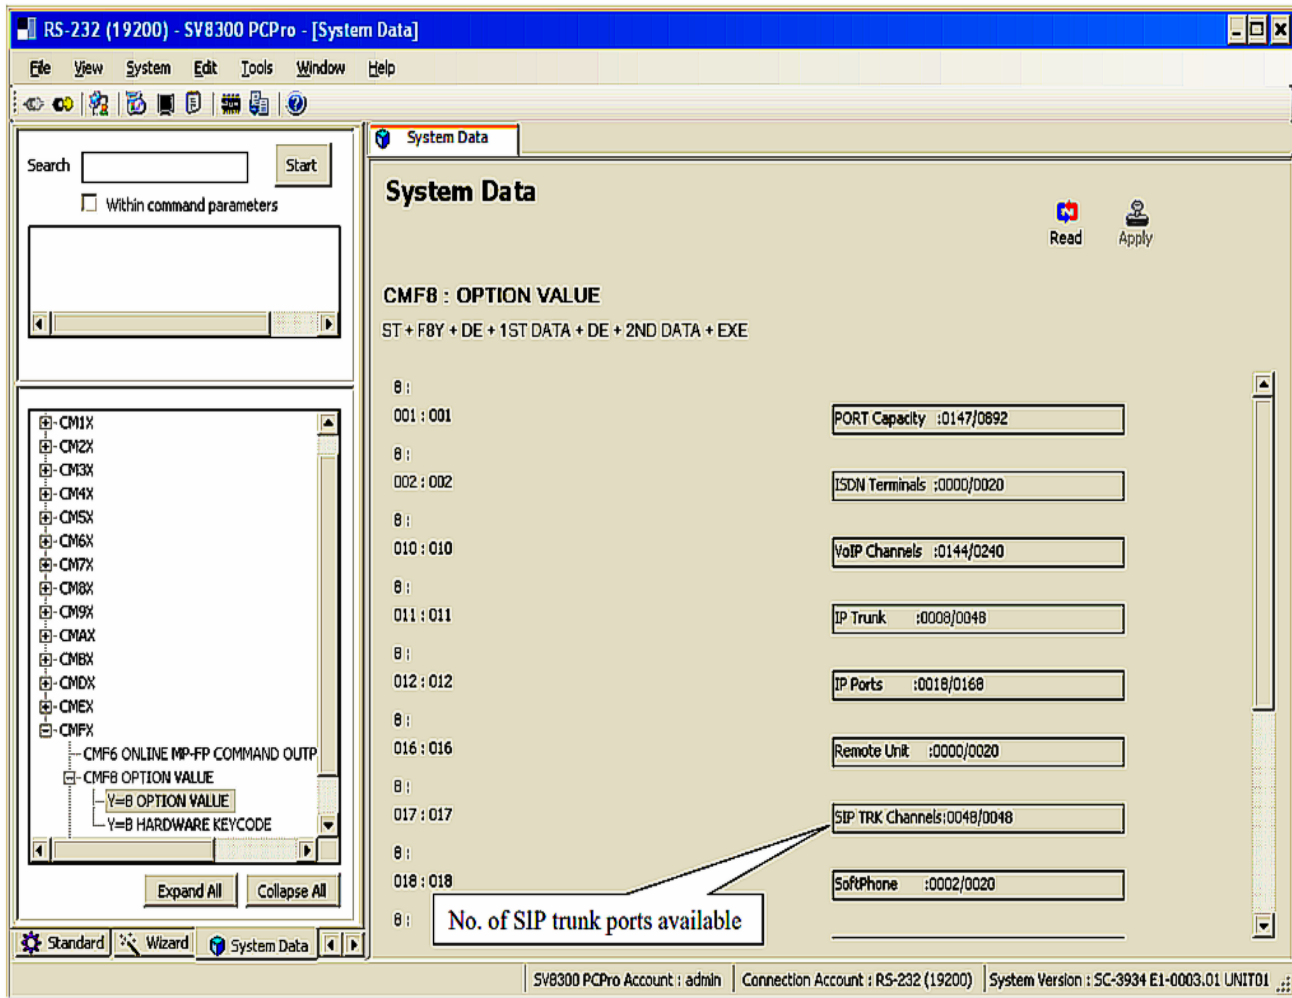 RS-232 (19200) - SV8300 PCPro - [System Data]
File View System Edit Tools Window Help
Search
Start
Within command parameters
CM1X
CM2X
CM3X
CM4X
CM5X
CM6X
CM7X
CM8X
CM9X
CMAX
CMBX
CMDX
CMEX
CMFX
CMF6 ONLINE MP-FP COMMAND OUTP
CMF8 OPTION VALUE
Y=8 OPTION VALUE
Y=B HARDWARE KEYCODE
Expand All Collapse All
Standard Wizard System Data
System Data
System Data
Read Apply
CMF8 : OPTION VALUE
ST + F8Y + DE + 1ST DATA + DE + 2ND DATA + EXE
8 :
001 : 001 PORT Capacity :0147/0892
8 :
002 : 002 ISDN Terminals :0000/0020
8 :
010 : 010 VoIP Channels :0144/0240
8 :
011 : 011 IP Trunk :0008/0048
8 :
012 : 012 IP Ports :0018/0168
8 :
016 : 016 Remote Unit :0000/0020
8 :
017 : 017 SIP TRK Channels:0048/0048
8 :
018 : 018 SoftPhone :0002/0020
8 :
No. of SIP trunk ports available
SV8300 PCPro Account : admin Connection Account : RS-232 (19200) System Version : SC-3934 E1-0003.01 UNIT01